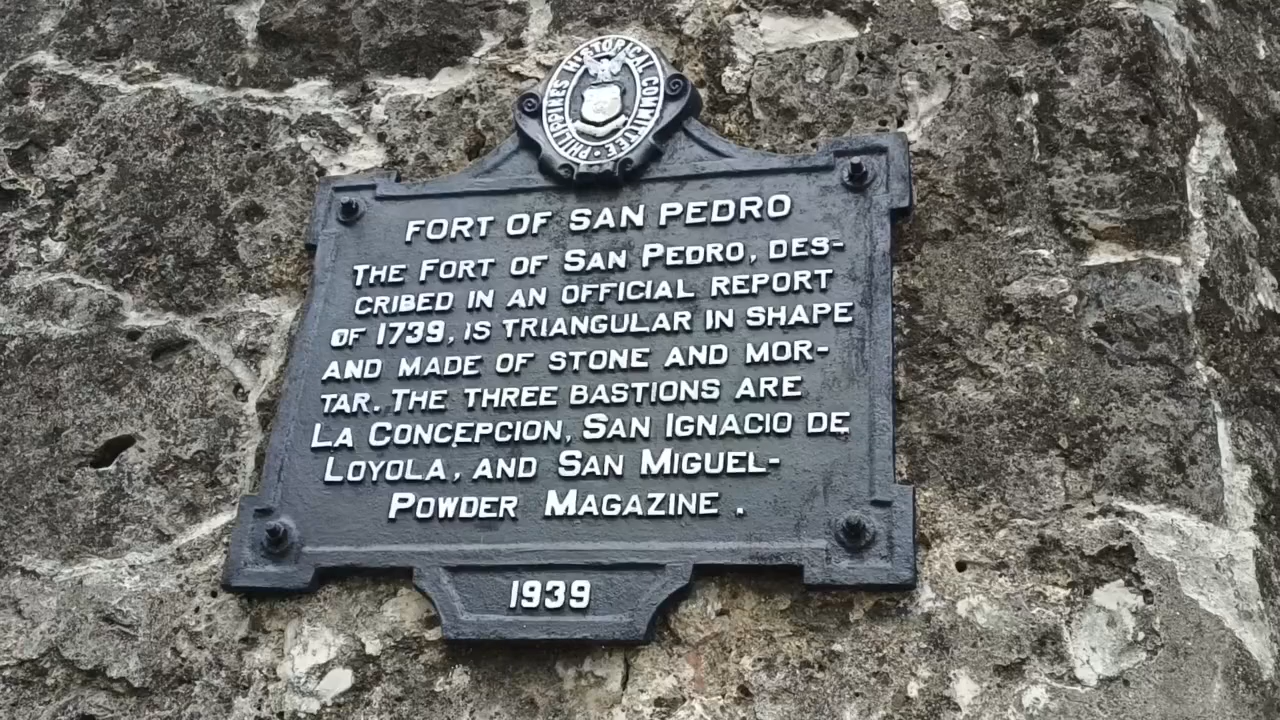 PHILIPPINES HISTORICAL COMMITTEE
FORT OF SAN PEDRO
THE FORT OF SAN PEDRO, DES-
CRIBED IN AN OFFICIAL REPORT
OF 1739, IS TRIANGULAR IN SHAPE
AND MADE OF STONE AND MOR-
TAR. THE THREE BASTIONS ARE
LA CONCEPCION, SAN IGNACIO DE
LOYOLA, AND SAN MIGUEL-
POWDER MAGAZINE.
1939